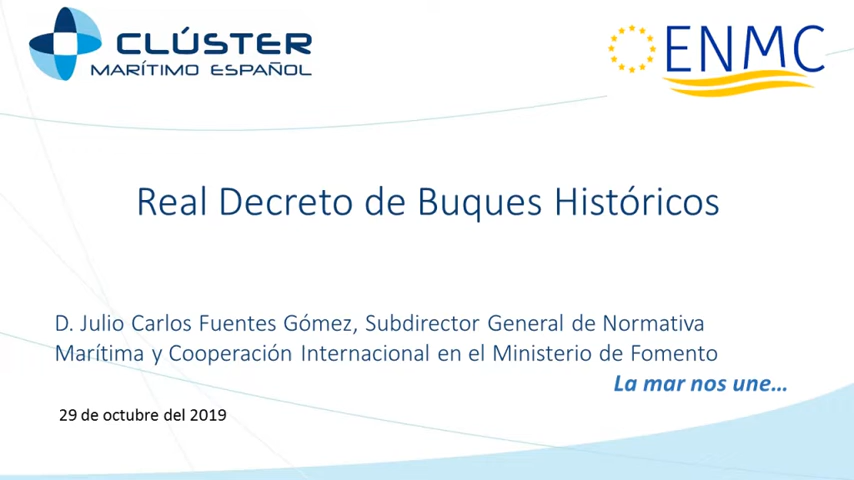 CLÚSTER
MARÍTIMO ESPAÑOL
ENMC
Real Decreto de Buques Históricos
D. Julio Carlos Fuentes Gómez, Subdirector General de Normativa
Marítima y Cooperación Internacional en el Ministerio de Fomento
La mar nos une...
29 de octubre del 2019